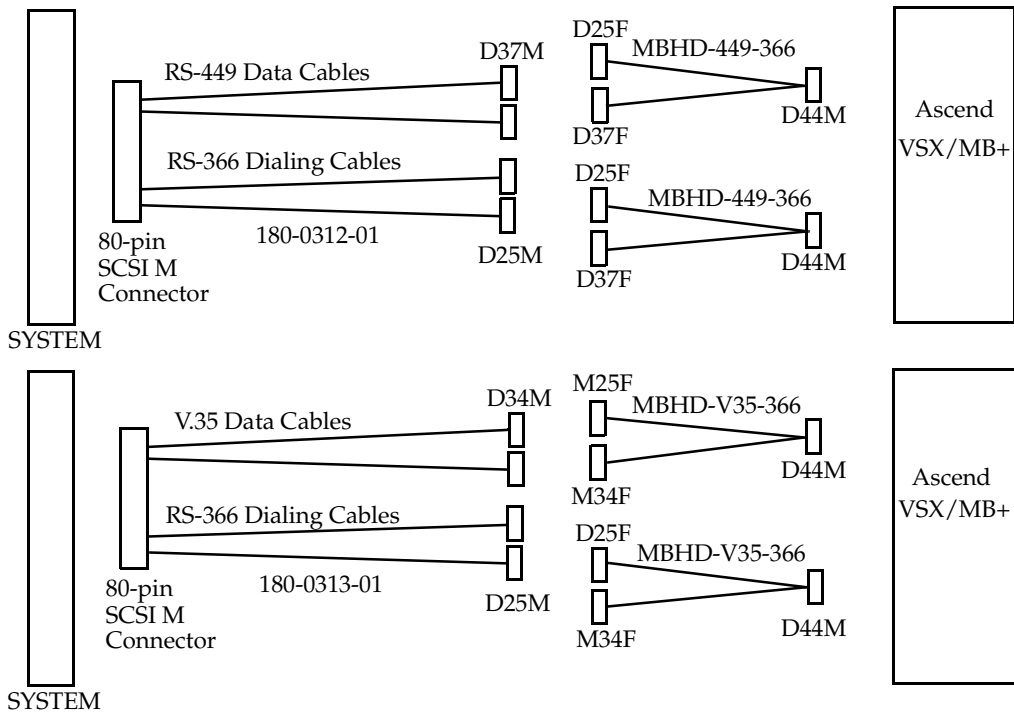 D25F
D37M
MBHD-449-366
RS-449 Data Cables
Ascend
VSX/MB+
D44M
D37F
RS-366 Dialing Cables
D25F
MBHD-449-366
180-0312-01
80-pin
SCSI M
Connector
D25M
D44M
D37F
SYSTEM
M25F
D34M
MBHD-V35-366
V.35 Data Cables
D44M
Ascend
VSX/MB+
M34F
RS-366 Dialing Cables
D25F
MBHD-V35-366
180-0313-01
80-pin
SCSI M
Connector
D25M
D44M
M34F
SYSTEM